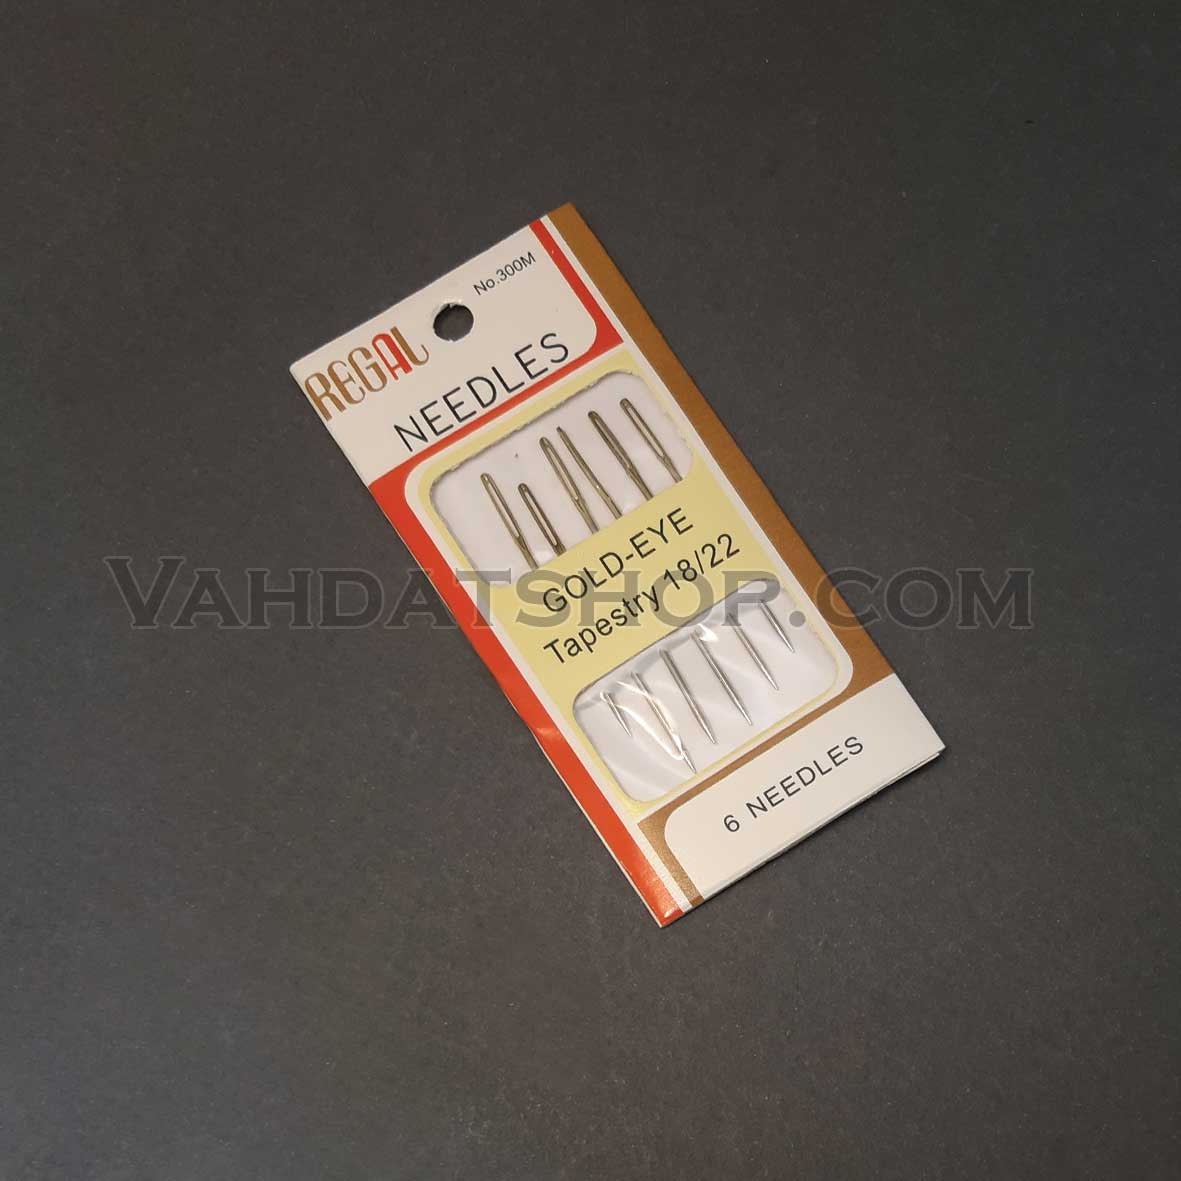 No.300M
REGAL
NEEDLES
GOLD-EYE
Tapestry 18/22
6 NEEDLES
VAHDATSHOP.COM